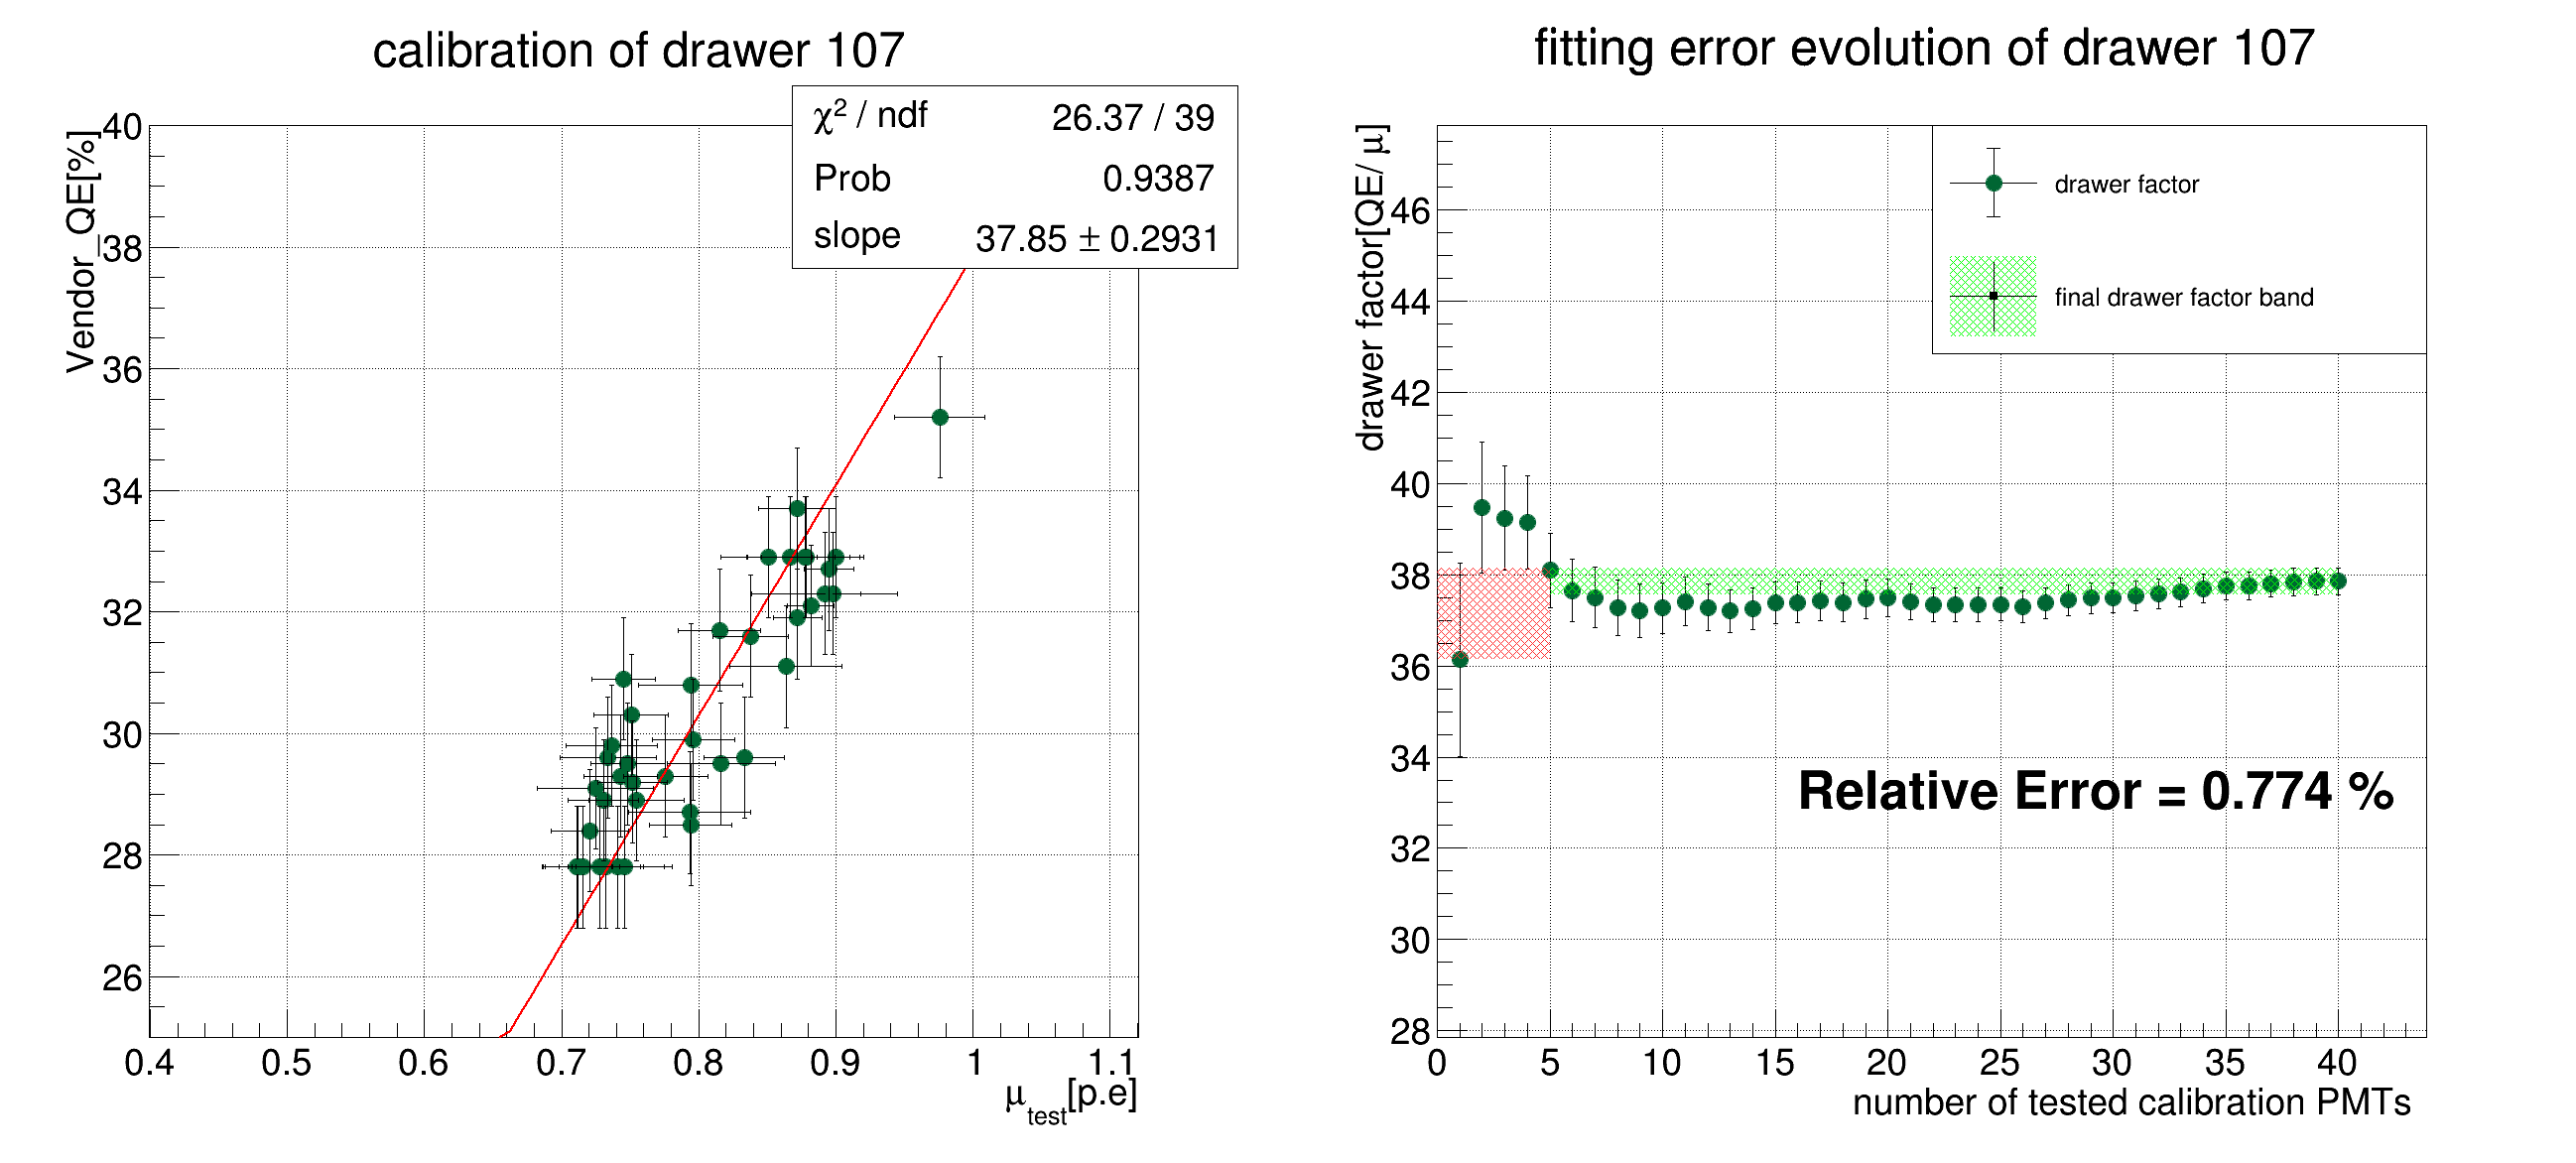 calibration of drawer 107
χ² / ndf 26.37 / 39
Prob 0.9387
slope 37.85 ± 0.2931
Vendor_QE[%]
40
38
36
34
32
30
28
26
0.4 0.5 0.6 0.7 0.8 0.9 1 1.1
μtest[p.e]
fitting error evolution of drawer 107
drawer factor[QE/ μ]
drawer factor
final drawer factor band
46
44
42
40
38
36
34
32
30
28
Relative Error = 0.774 %
0 5 10 15 20 25 30 35 40
number of tested calibration PMTs